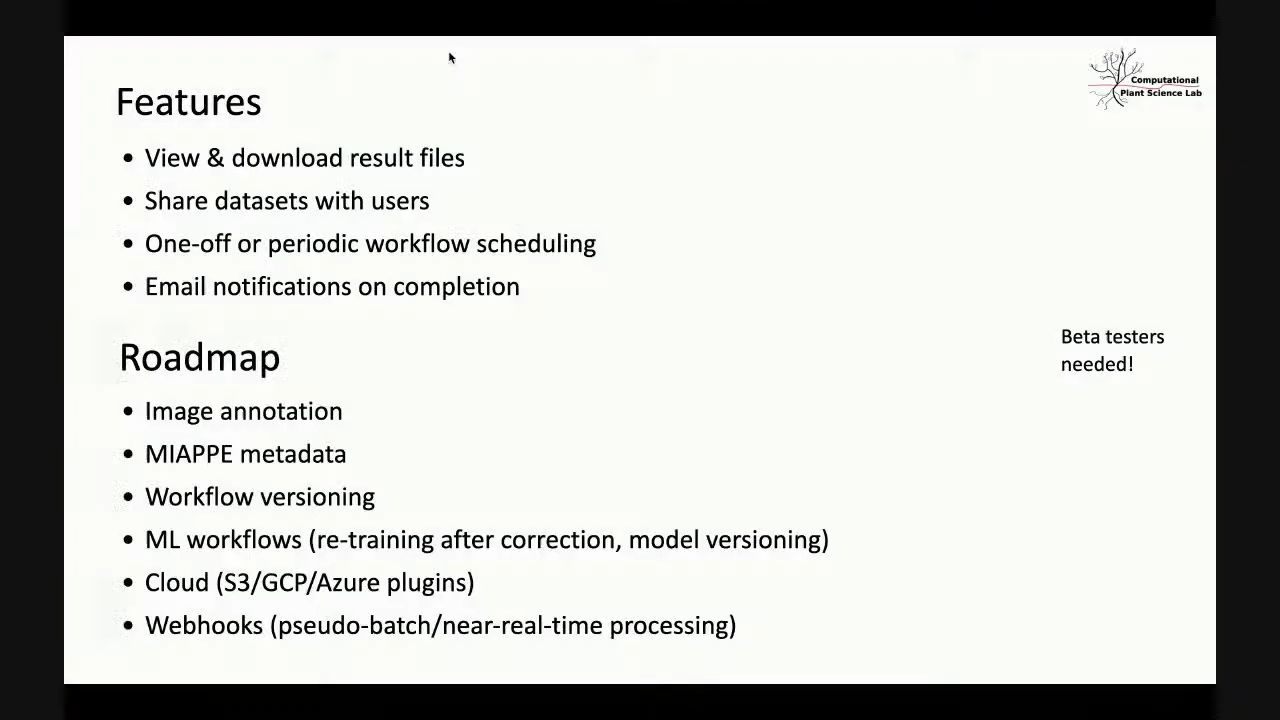 Computational
Plant Science Lab
Features
• View & download result files
• Share datasets with users
• One-off or periodic workflow scheduling
• Email notifications on completion
Beta testers
needed!
Roadmap
• Image annotation
• MIAPPE metadata
• Workflow versioning
• ML workflows (re-training after correction, model versioning)
• Cloud (S3/GCP/Azure plugins)
• Webhooks (pseudo-batch/near-real-time processing)